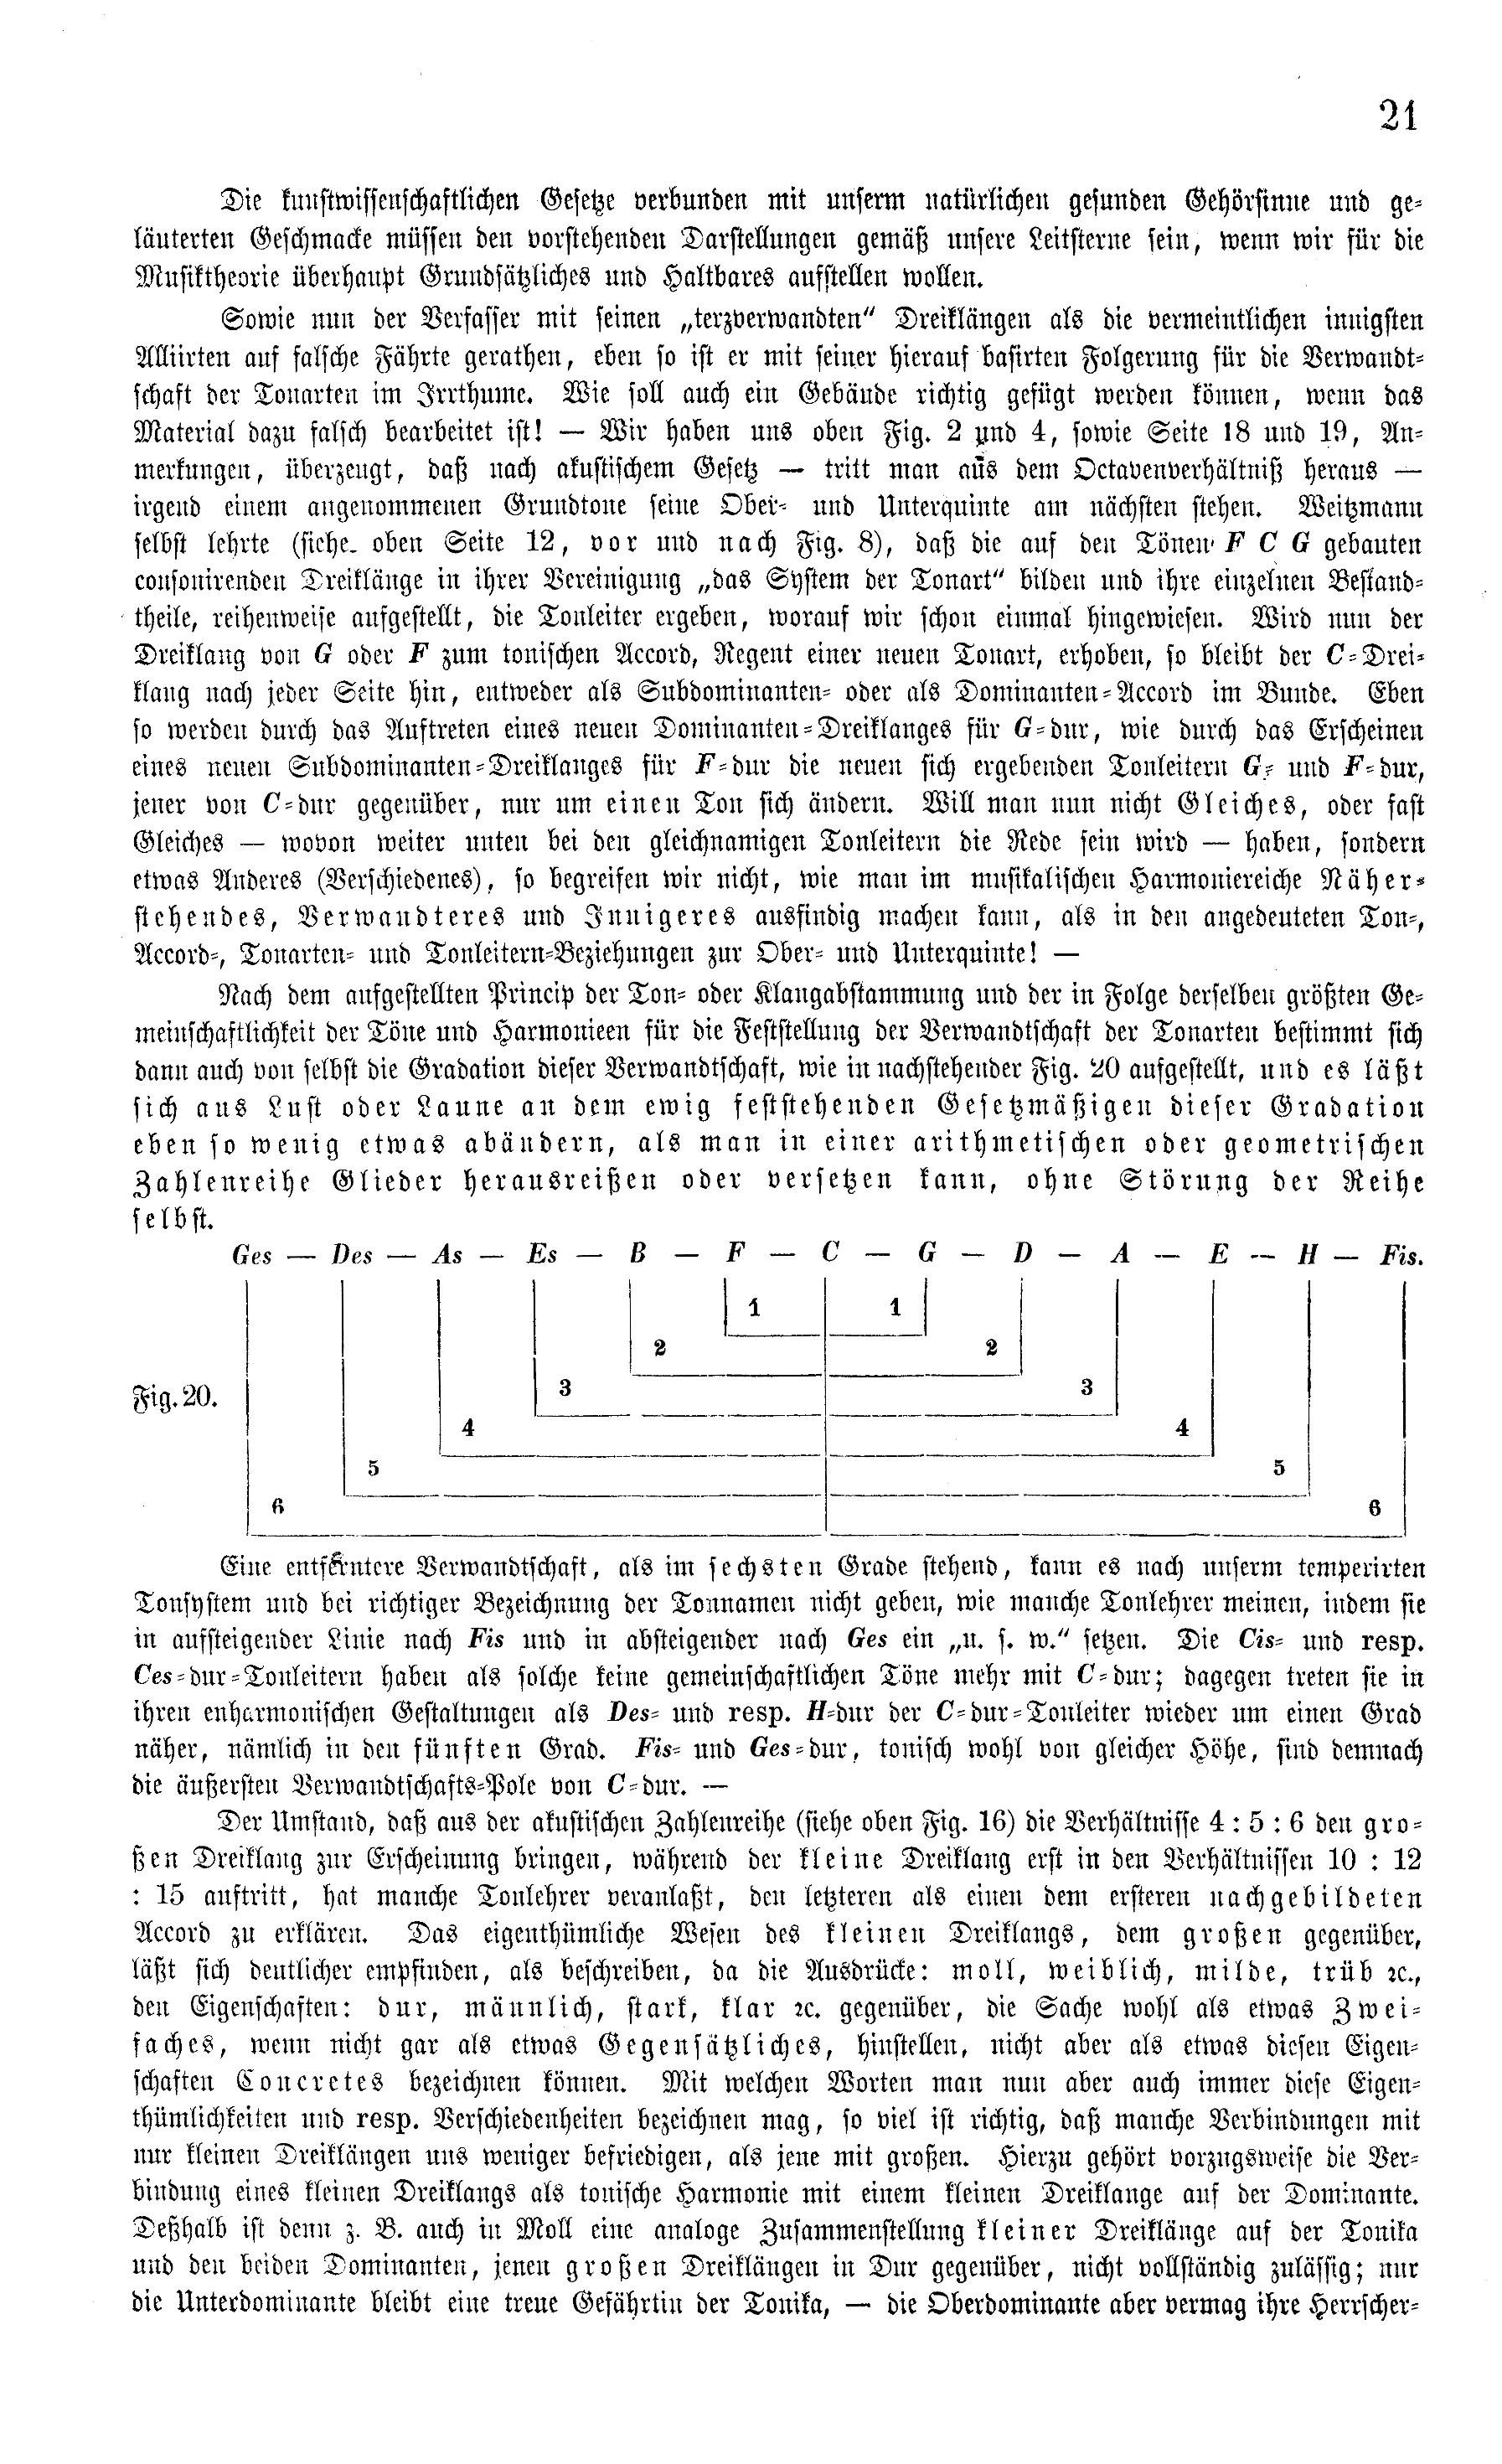 21
Die kunstwissenschaftlichen Gesetze verbunden mit unserm natürlichen gesunden Gehörsinne und ge-
läuterten Geschmacke müssen den vorstehenden Darstellungen gemäß unsere Leitsterne sein, wenn wir für die
Musiktheorie überhaupt Grundsätzliches und Haltbares aufstellen wollen.
Sowie nun der Verfasser mit seinen „terzverwandten“ Dreiklängen als die vermeintlichen innigsten
Alliirten auf falsche Fährte gerathen, eben so ist er mit seiner hierauf basirten Folgerung für die Verwandt-
schaft der Tonarten im Irrthume. Wie soll auch ein Gebäude richtig gefügt werden können, wenn das
Material dazu falsch bearbeitet ist! — Wir haben uns oben Fig. 2 und 4, sowie Seite 18 und 19, An-
merkungen, überzeugt, daß nach akustischem Gesetz — tritt man aus dem Octavenverhältniß heraus —
irgend einem angenommenen Grundtone seine Ober- und Unterquinte am nächsten stehen. Weitzmann
selbst lehrte (siehe oben Seite 12, vor und nach Fig. 8), daß die auf den Tönen F C G gebauten
consonirenden Dreiklänge in ihrer Vereinigung „das System der Tonart“ bilden und ihre einzelnen Bestand-
theile, reihenweise aufgestellt, die Tonleiter ergeben, worauf wir schon einmal hingewiesen. Wird nun der
Dreiklang von G oder F zum tonischen Accord, Regent einer neuen Tonart, erhoben, so bleibt der C-Drei-
klang nach jeder Seite hin, entweder als Subdominanten- oder als Dominanten-Accord im Bunde. Eben
so werden durch das Auftreten eines neuen Dominanten-Dreiklanges für G-dur, wie durch das Erscheinen
eines neuen Subdominanten-Dreiklanges für F-dur die neuen sich ergebenden Tonleitern G- und F-dur,
jener von C-dur gegenüber, nur um einen Ton sich ändern. Will man nun nicht Gleiches, oder fast
Gleiches — wovon weiter unten bei den gleichnamigen Tonleitern die Rede sein wird — haben, sondern
etwas Anderes (Verschiedenes), so begreifen wir nicht, wie man im musikalischen Harmoniereiche Näher-
stehendes, Verwandteres und Innigeres ausfindig machen kann, als in den angedeuteten Ton-,
Accord-, Tonarten- und Tonleitern-Beziehungen zur Ober- und Unterquinte! —
Nach dem aufgestellten Princip der Ton- oder Klangabstammung und der in Folge derselben größten Ge-
meinschaftlichkeit der Töne und Harmonieen für die Feststellung der Verwandtschaft der Tonarten bestimmt sich
dann auch von selbst die Gradation dieser Verwandtschaft, wie in nachstehender Fig. 20 aufgestellt, und es läßt
sich aus Lust oder Laune an dem ewig feststehenden Gesetzmäßigen dieser Gradation
eben so wenig etwas abändern, als man in einer arithmetischen oder geometrischen
Zahlenreihe Glieder herausreißen oder versetzen kann, ohne Störung der Reihe
selbst.
Ges — Des — As — Es — B — F — C — G — D — A — E — H — Fis.
1 1
2 2
3 3
Fig. 20.
4 4
5 5
6 6
Eine entferntere Verwandtschaft, als im sechsten Grade stehend, kann es nach unserm temperirten
Tonsystem und bei richtiger Bezeichnung der Tonnamen nicht geben, wie manche Tonlehrer meinen, indem sie
in aufsteigender Linie nach Fis und in absteigender nach Ges ein „u. s. w.“ setzen. Die Cis- und resp.
Ces-dur-Tonleitern haben als solche keine gemeinschaftlichen Töne mehr mit C-dur; dagegen treten sie in
ihren enharmonischen Gestaltungen als Des- und resp. H-dur der C-dur-Tonleiter wieder um einen Grad
näher, nämlich in den fünften Grad. Fis- und Ges-dur, tonisch wohl von gleicher Höhe, sind demnach
die äußersten Verwandtschafts-Pole von C-dur. —
Der Umstand, daß aus der akustischen Zahlenreihe (siehe oben Fig. 16) die Verhältnisse 4 : 5 : 6 den gro-
ßen Dreiklang zur Erscheinung bringen, während der kleine Dreiklang erst in den Verhältnissen 10 : 12
: 15 auftritt, hat manche Tonlehrer veranlaßt, den letzteren als einen dem ersteren nachgebildeten
Accord zu erklären. Das eigenthümliche Wesen des kleinen Dreiklangs, dem großen gegenüber,
läßt sich deutlicher empfinden, als beschreiben, da die Ausdrücke: moll, weiblich, milde, trüb ꝛc.,
den Eigenschaften: dur, männlich, stark, klar ꝛc. gegenüber, die Sache wohl als etwas Zwei-
faches, wenn nicht gar als etwas Gegensätzliches, hinstellen, nicht aber als etwas diesen Eigen-
schaften Concretes bezeichnen können. Mit welchen Worten man nun aber auch immer diese Eigen-
thümlichkeiten und resp. Verschiedenheiten bezeichnen mag, so viel ist richtig, daß manche Verbindungen mit
nur kleinen Dreiklängen uns weniger befriedigen, als jene mit großen. Hierzu gehört vorzugsweise die Ver-
bindung eines kleinen Dreiklangs als tonische Harmonie mit einem kleinen Dreiklange auf der Dominante.
Deßhalb ist denn z. B. auch in Moll eine analoge Zusammenstellung kleiner Dreiklänge auf der Tonika
und den beiden Dominanten, jenen großen Dreiklängen in Dur gegenüber, nicht vollständig zulässig; nur
die Unterdominante bleibt eine treue Gefährtin der Tonika, — die Oberdominante aber vermag ihre Herrscher-